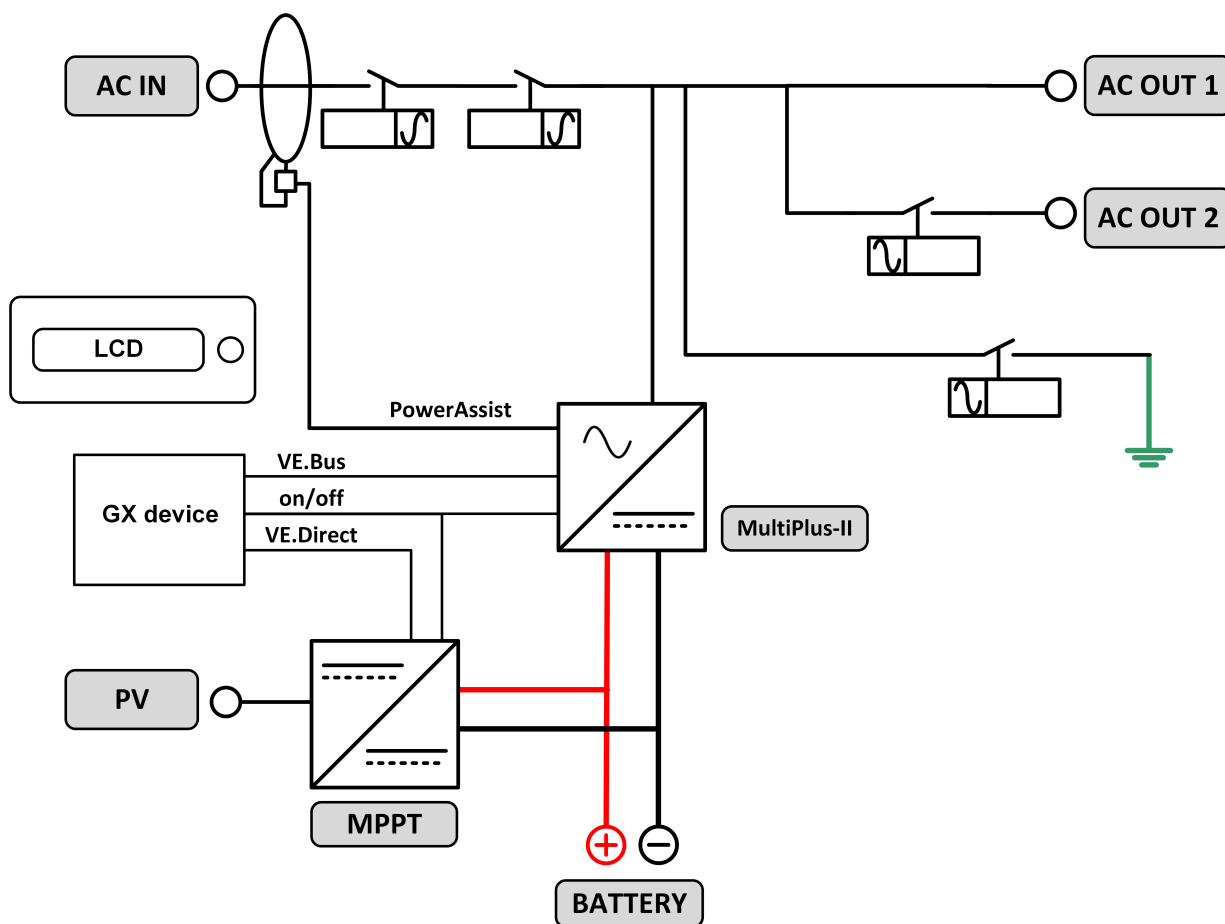 AC IN
AC OUT 1
AC OUT 2
LCD
PowerAssist
VE.Bus
on/off
GX device
VE.Direct
MultiPlus-II
PV
MPPT
BATTERY